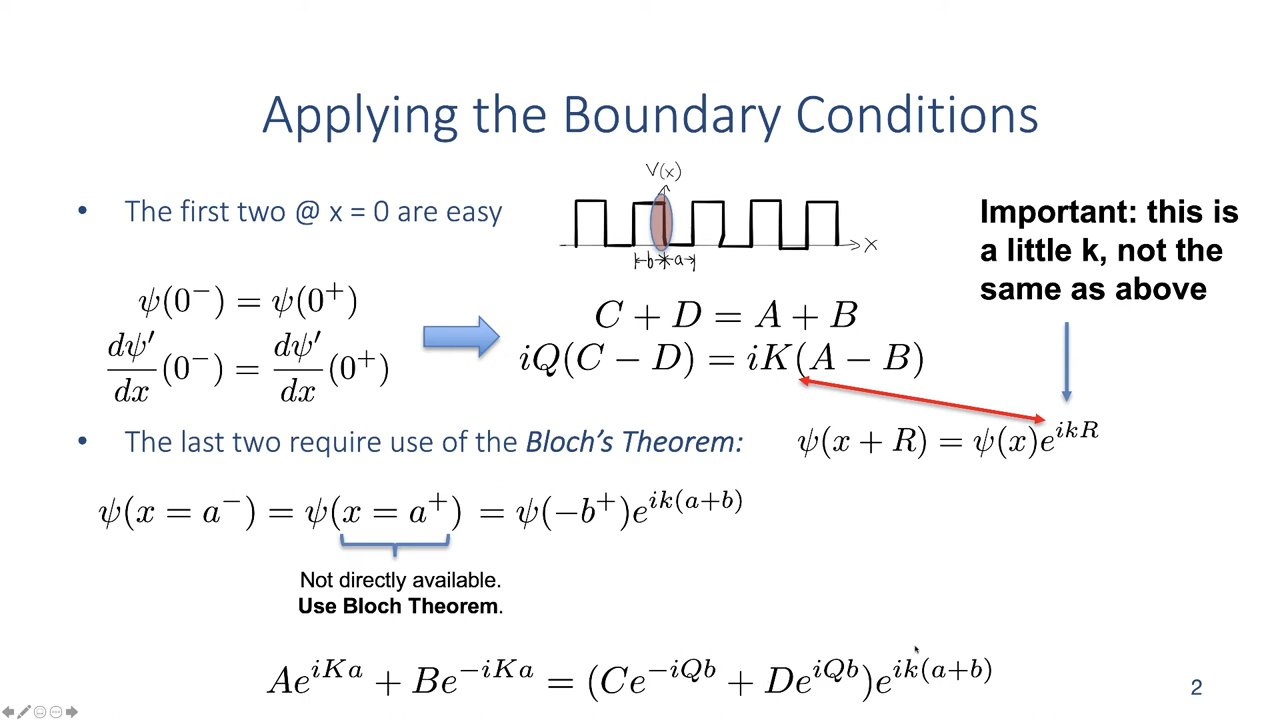 Applying the Boundary Conditions
• The first two @ x = 0 are easy
V(x)
x
b
a
Important: this is
a little k, not the
same as above
ψ(0⁻) = ψ(0⁺)
dψ′/dx (0⁻) = dψ′/dx (0⁺)
C + D = A + B
iQ(C − D) = iK(A − B)
• The last two require use of the Bloch’s Theorem:
ψ(x + R) = ψ(x)e^{ikR}
ψ(x = a⁻) = ψ(x = a⁺) = ψ(−b⁺)e^{ik(a+b)}
Not directly available.
Use Bloch Theorem.
Ae^{iKa} + Be^{−iKa} = (Ce^{−iQb} + De^{iQb})e^{ik(a+b)}
2